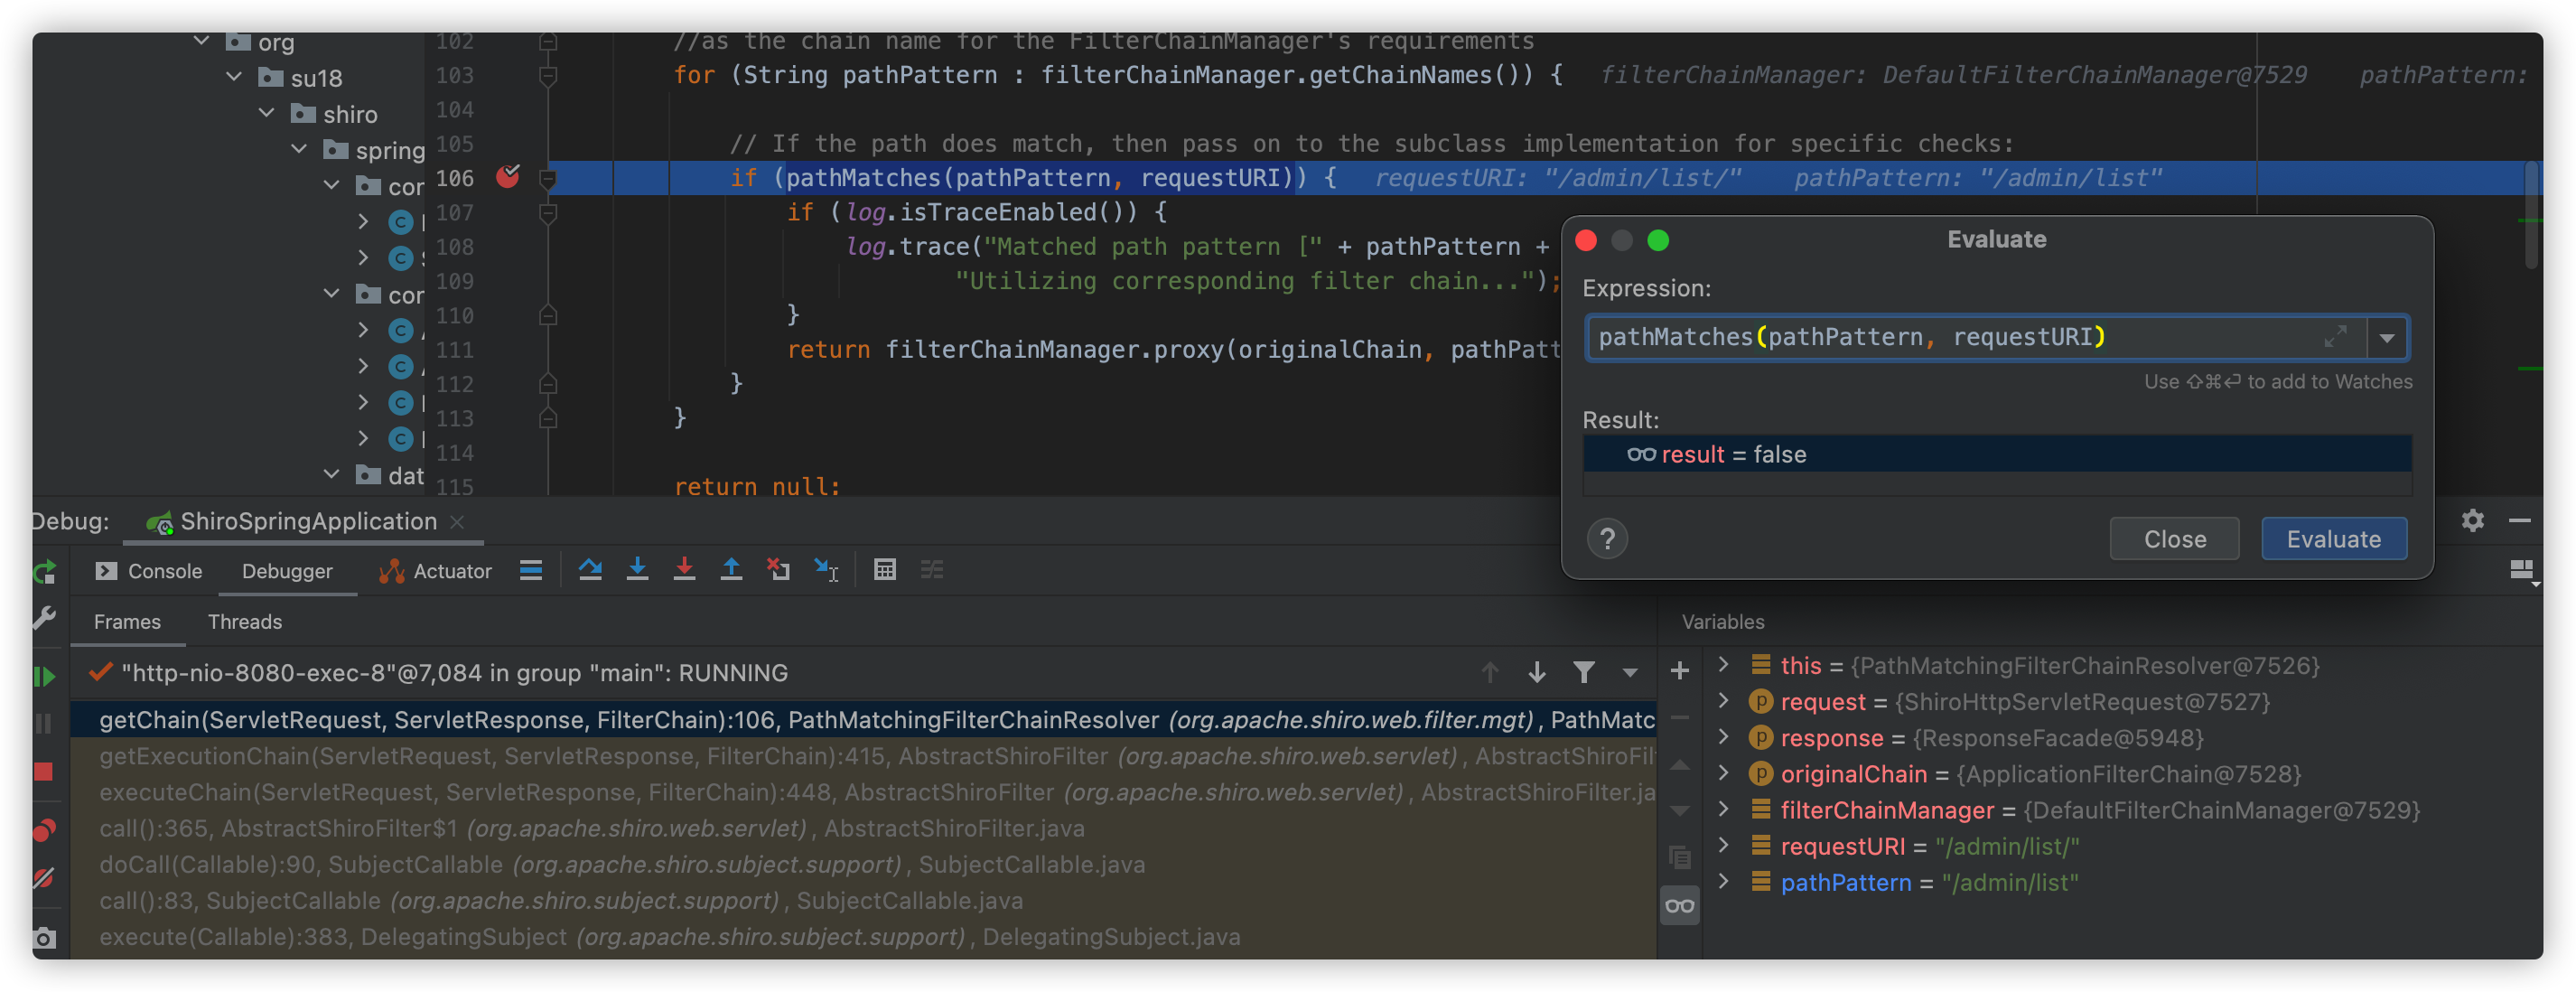 org
su18
shiro
spring
cor
cor
dat
102 //as the chain name for the FilterChainManager's requirements
103 for (String pathPattern : filterChainManager.getChainNames()) { filterChainManager: DefaultFilterChainManager@7529 pathPattern:
104
105 // If the path does match, then pass on to the subclass implementation for specific checks:
106 if (pathMatches(pathPattern, requestURI)) { requestURI: "/admin/list/" pathPattern: "/admin/list"
107 if (log.isTraceEnabled()) {
108 log.trace("Matched path pattern [" + pathPattern +
109 "Utilizing corresponding filter chain...");
110 }
111 return filterChainManager.proxy(originalChain, pathPatt
112 }
113 }
114
115 return null;
Evaluate
Expression:
pathMatches(pathPattern, requestURI)
Use ⇧⌘⏎ to add to Watches
Result:
result = false
? Close Evaluate
Debug: ShiroSpringApplication
Console Debugger Actuator
Frames Threads
"http-nio-8080-exec-8"@7,084 in group "main": RUNNING
getChain(ServletRequest, ServletResponse, FilterChain):106, PathMatchingFilterChainResolver (org.apache.shiro.web.filter.mgt), PathMatc
getExecutionChain(ServletRequest, ServletResponse, FilterChain):415, AbstractShiroFilter (org.apache.shiro.web.servlet), AbstractShiroFil
executeChain(ServletRequest, ServletResponse, FilterChain):448, AbstractShiroFilter (org.apache.shiro.web.servlet), AbstractShiroFilter.ja
call():365, AbstractShiroFilter$1 (org.apache.shiro.web.servlet), AbstractShiroFilter.java
doCall(Callable):90, SubjectCallable (org.apache.shiro.subject.support), SubjectCallable.java
call():83, SubjectCallable (org.apache.shiro.subject.support), SubjectCallable.java
execute(Callable):383, DelegatingSubject (org.apache.shiro.subject.support), DelegatingSubject.java
Variables
this = {PathMatchingFilterChainResolver@7526}
request = {ShiroHttpServletRequest@7527}
response = {ResponseFacade@5948}
originalChain = {ApplicationFilterChain@7528}
filterChainManager = {DefaultFilterChainManager@7529}
requestURI = "/admin/list/"
pathPattern = "/admin/list"